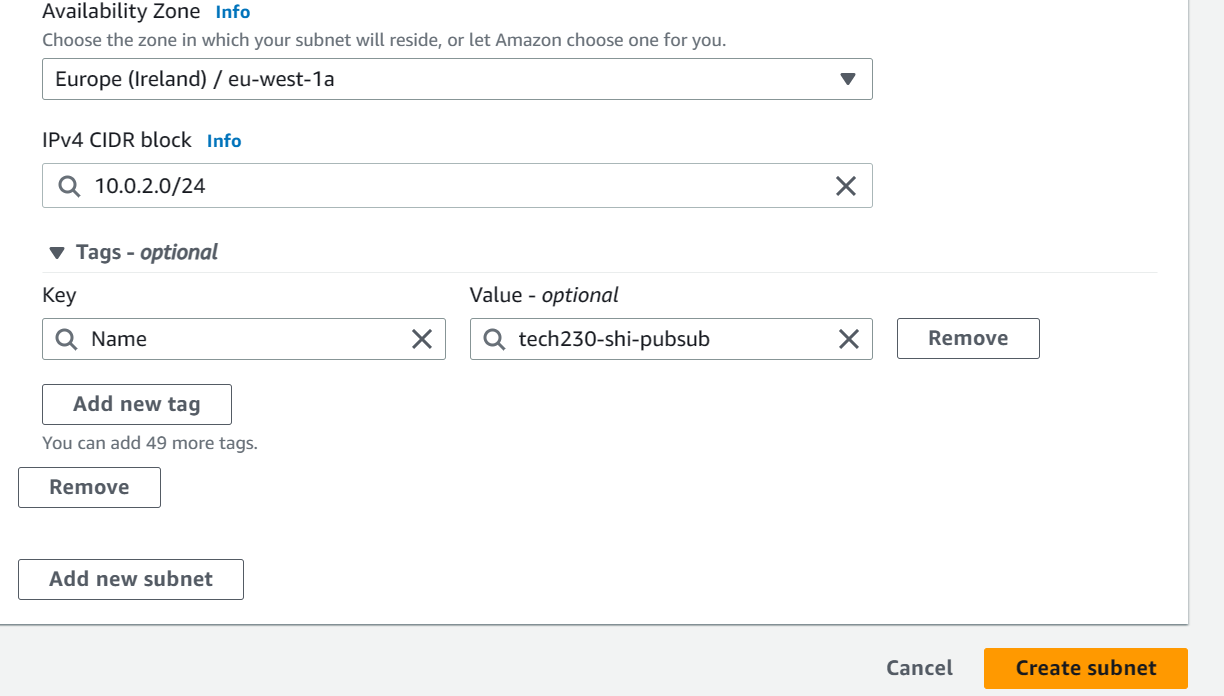 Availability Zone Info
Choose the zone in which your subnet will reside, or let Amazon choose one for you.
Europe (Ireland) / eu-west-1a
IPv4 CIDR block Info
10.0.2.0/24
Tags - optional
Key Value - optional
Name tech230-shi-pubsub Remove
Add new tag
You can add 49 more tags.
Remove
Add new subnet
Cancel Create subnet